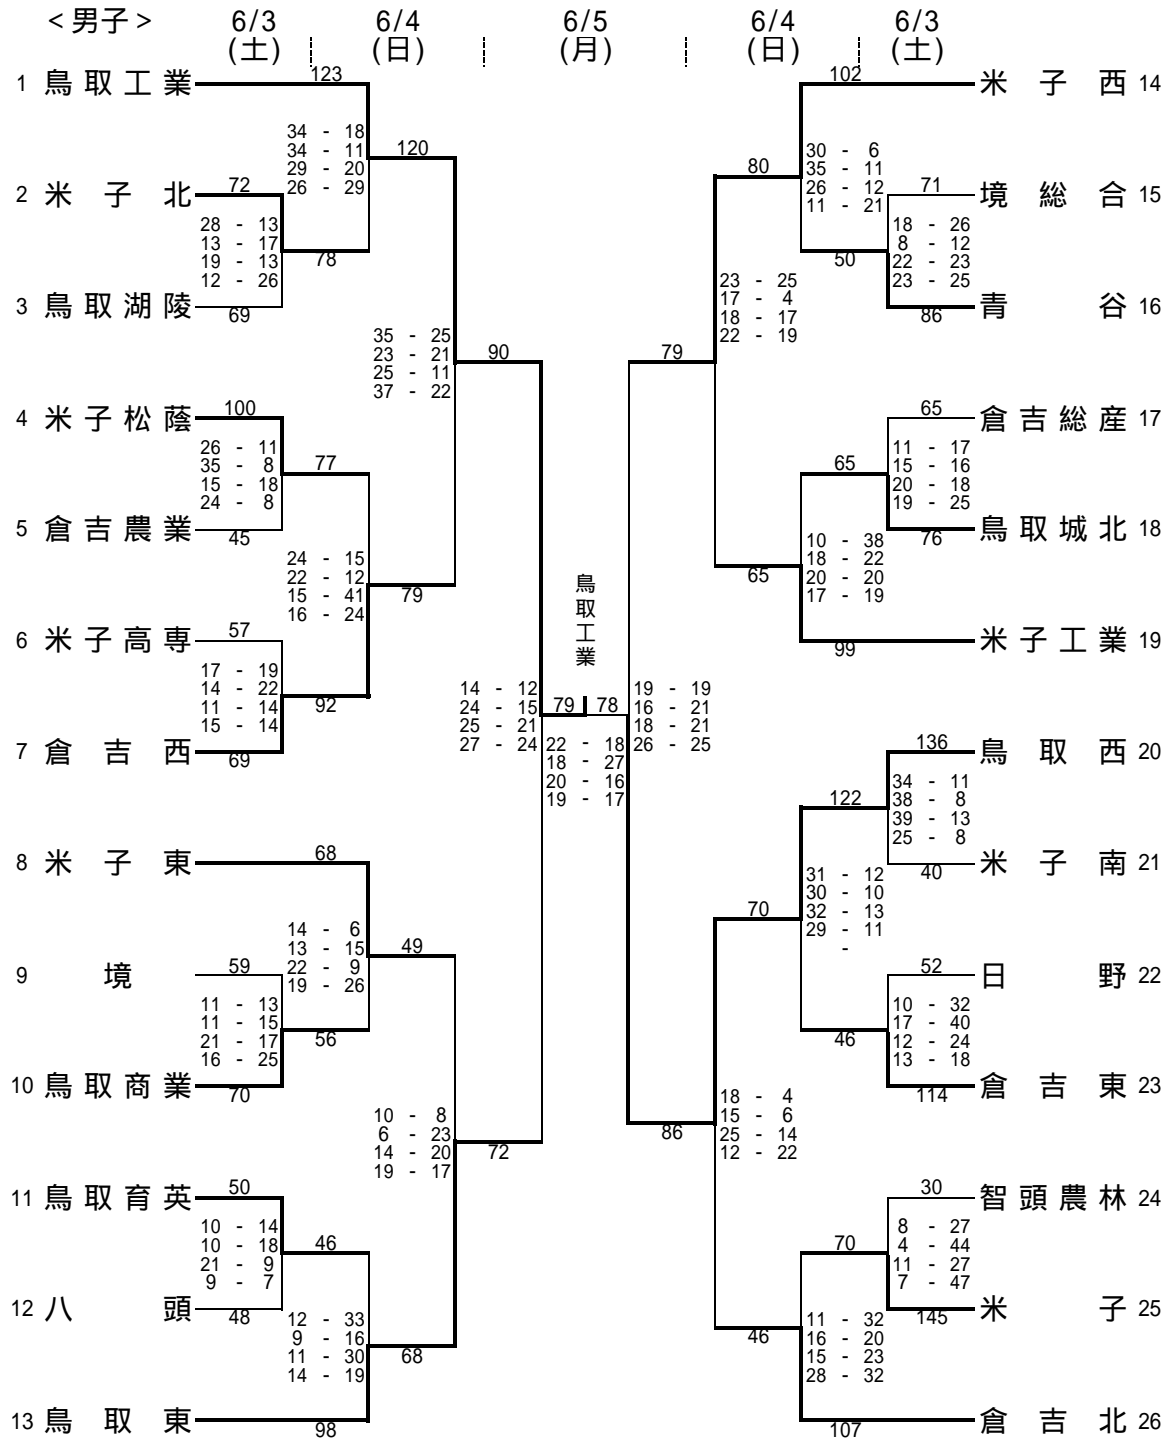 ＜男子＞
6/3 6/4 6/5 6/4 6/3
(土) (日) (月) (日) (土)
1 鳥取工業
123
34 - 18
34 - 11
29 - 20
26 - 29
120
2 米子北
72
28 - 13
13 - 17
19 - 13
12 - 26
78
3 鳥取湖陵
69
35 - 25
23 - 21
25 - 11
37 - 22
90
4 米子松蔭
100
26 - 11
35 - 8
15 - 18
24 - 8
77
5 倉吉農業
45
24 - 15
22 - 12
15 - 41
16 - 24
79
6 米子高専
57
17 - 19
14 - 22
11 - 14
15 - 14
92
7 倉吉西
69
14 - 12
24 - 15
25 - 21
27 - 24
8 米子東
68
14 - 6
13 - 15
22 - 9
19 - 26
49
9 境
59
11 - 13
11 - 15
21 - 17
16 - 25
56
10 鳥取商業
70
10 - 8
6 - 23
14 - 20
19 - 17
72
11 鳥取育英
50
10 - 14
10 - 18
21 - 9
9 - 7
46
12 八頭
48
12 - 33
9 - 16
11 - 30
14 - 19
68
13 鳥取東
98
鳥取工業
79 78
22 - 18
18 - 27
20 - 16
19 - 17
102
米子西 14
30 - 6
35 - 11
26 - 12
11 - 21
80
71
境総合 15
18 - 26
8 - 12
22 - 23
23 - 25
50
86
青谷 16
23 - 25
17 - 4
18 - 17
22 - 19
79
65
倉吉総産 17
11 - 17
15 - 16
20 - 18
19 - 25
65
76
鳥取城北 18
10 - 38
18 - 22
20 - 20
17 - 19
65
99
米子工業 19
19 - 19
16 - 21
18 - 21
26 - 25
136
鳥取西 20
34 - 11
38 - 8
39 - 13
25 - 8
122
40
米子南 21
31 - 12
30 - 10
32 - 13
29 - 11
-
70
52
日野 22
10 - 32
17 - 40
12 - 24
13 - 18
46
114
倉吉東 23
18 - 4
15 - 6
25 - 14
12 - 22
86
30
智頭農林 24
8 - 27
4 - 44
11 - 27
7 - 47
70
145
米子 25
11 - 32
16 - 20
15 - 23
28 - 32
46
107
倉吉北 26